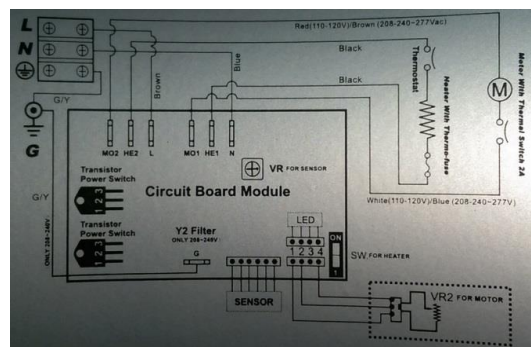 L
N
G
G/Y
G/Y
ONLY 208~240V
Brown
Blue
Red(110-120V)/Brown (208-240~277Vac)
Black
Black
Thermostat
Heater With Thermo-fuse
Motor With Thermal Switch 2A
M
White(110-120V)/Blue (208-240~277V)
MO2 HE2 L MO1 HE1 N
VR FOR SENSOR
Transistor
Power Switch
1 2 3
Circuit Board Module
Transistor
Power Switch
1 2 3
Y2 Filter
ONLY 208~240V
G
SENSOR
LED
1 2 3 4
ON
1
SW. FOR HEATER
VR2 FOR MOTOR